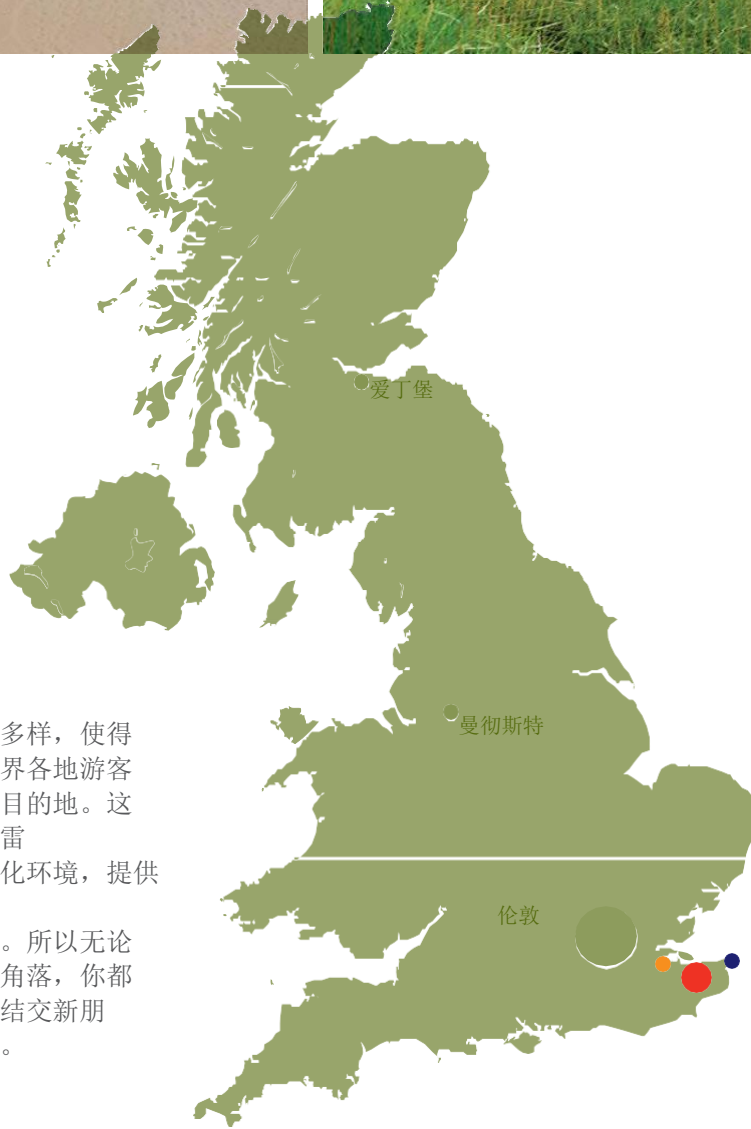 爱丁堡
曼彻斯特
多样，使得
界各地游客
目的地。这
雷
化环境，提供
。所以无论
角落，你都
结交新朋
。
伦敦